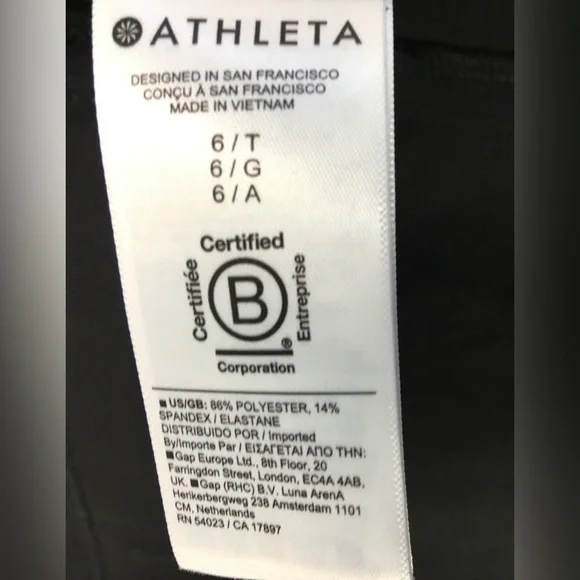 ATHLETA
DESIGNED IN SAN FRANCISCO
CONÇU À SAN FRANCISCO
MADE IN VIETNAM
6 / T
6 / G
6 / A
Certified
Certifiée
B
Entreprise
®
Corporation
■ US/GB: 86% POLYESTER, 14%
SPANDEX / ELASTANE
DISTRIBUIDO POR / Imported
By/Importe Par / ΕΙΣΑΓΕΤΑΙ ΑΠΟ ΤΗΝ:
■Gap Europe Ltd., 8th Floor, 20
Farringdon Street, London, EC4A 4AB,
UK. ■Gap (RHC) B.V. Luna ArenA
Herikerbergweg 238 Amsterdam 1101
CM, Netherlands
RN 54023 / CA 17897